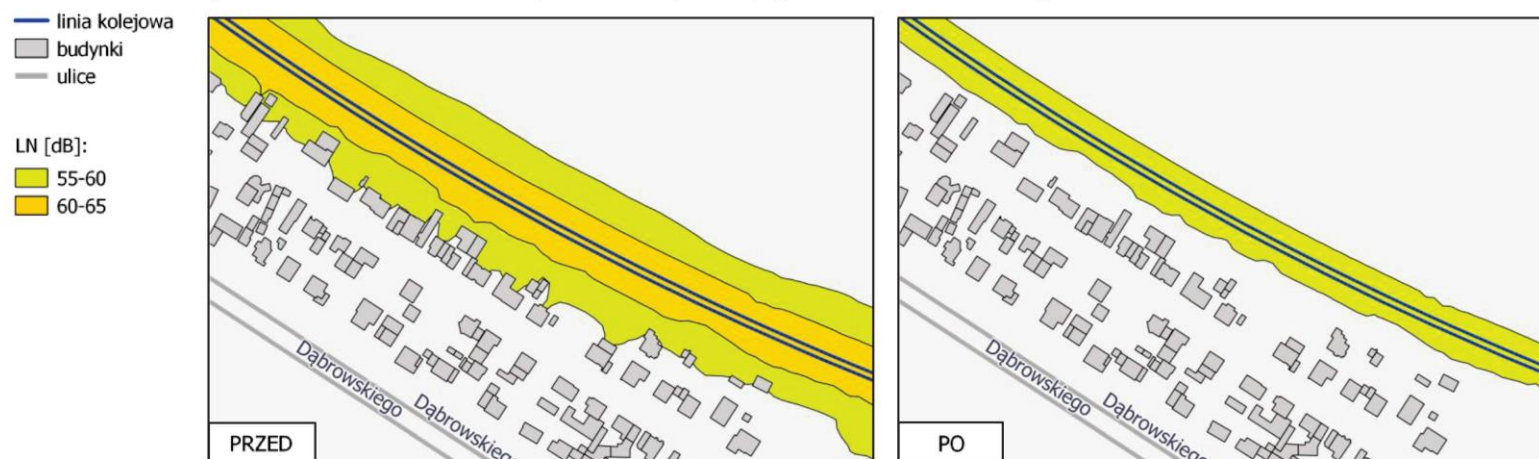 linia kolejowa
budynki
ulice
LN [dB]:
55-60
60-65
Dąbrowskiego
Dąbrowskiego
PRZED
Dąbrowskiego
Dąbrowskiego
PO